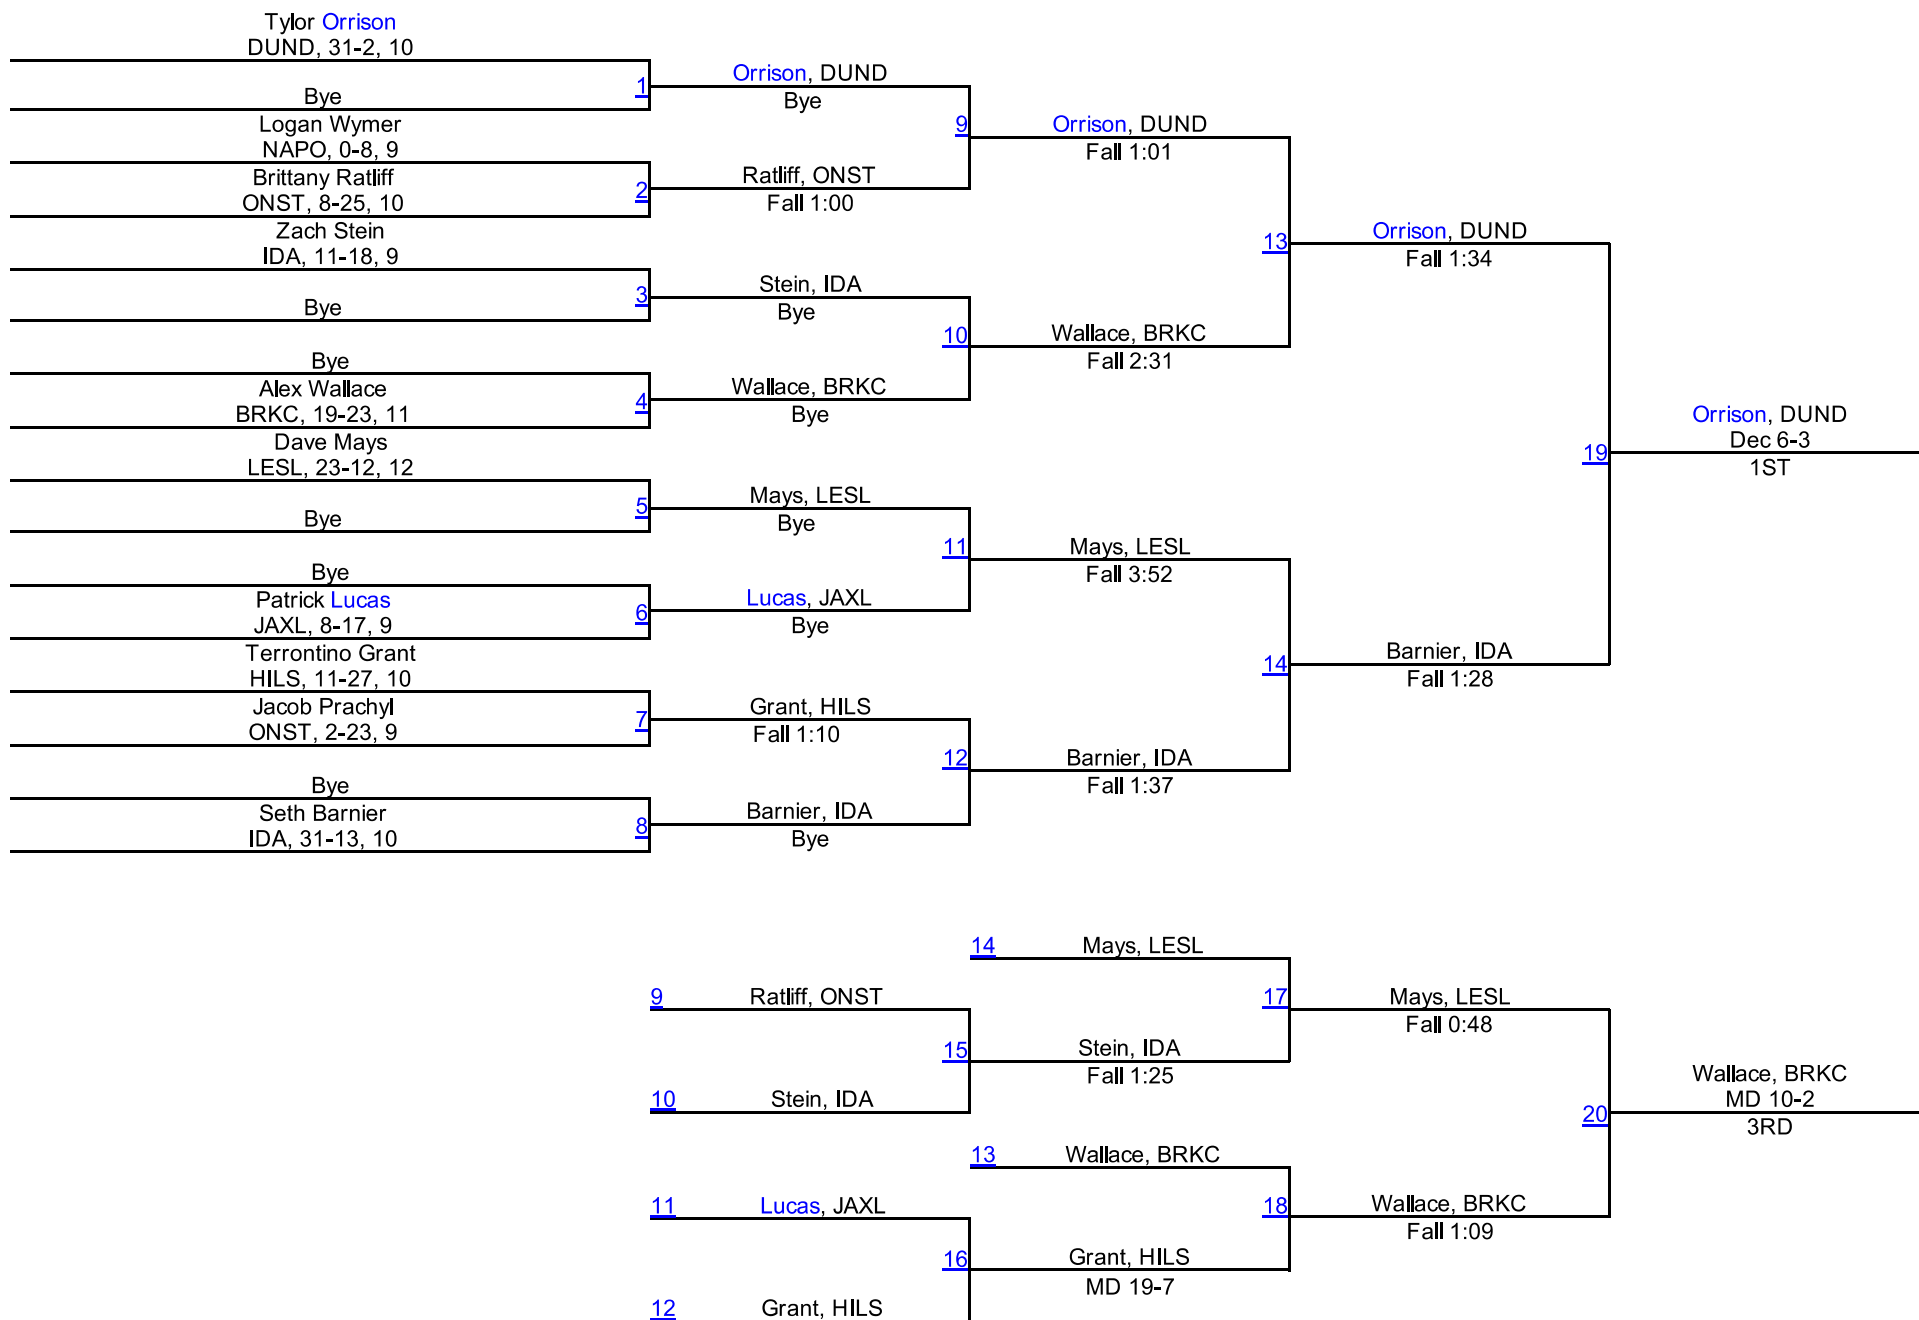 Tylor Orrison
DUND, 31-2, 10
1
Bye
Logan Wymer
NAPO, 0-8, 9
2
Brittany Ratliff
ONST, 8-25, 10
Zach Stein
IDA, 11-18, 9
3
Bye
Bye
4
Alex Wallace
BRKC, 19-23, 11
Dave Mays
LESL, 23-12, 12
5
Bye
Bye
6
Patrick Lucas
JAXL, 8-17, 9
Terrontino Grant
HILS, 11-27, 10
7
Jacob Prachyl
ONST, 2-23, 9
Bye
8
Seth Barnier
IDA, 31-13, 10
Orrison, DUND
Bye
9
Ratliff, ONST
Fall 1:00
Stein, IDA
Bye
10
Wallace, BRKC
Bye
Mays, LESL
Bye
11
Lucas, JAXL
Bye
Grant, HILS
Fall 1:10
12
Barnier, IDA
Bye
Orrison, DUND
Fall 1:01
13
Wallace, BRKC
Fall 2:31
Mays, LESL
Fall 3:52
14
Barnier, IDA
Fall 1:37
Orrison, DUND
Fall 1:34
19
Barnier, IDA
Fall 1:28
Orrison, DUND
Dec 6-3
1ST
9
Ratliff, ONST
15
10
Stein, IDA
11
Lucas, JAXL
16
12
Grant, HILS
14
Mays, LESL
17
Stein, IDA
Fall 1:25
13
Wallace, BRKC
18
Grant, HILS
MD 19-7
Mays, LESL
Fall 0:48
20
Wallace, BRKC
Fall 1:09
Wallace, BRKC
MD 10-2
3RD